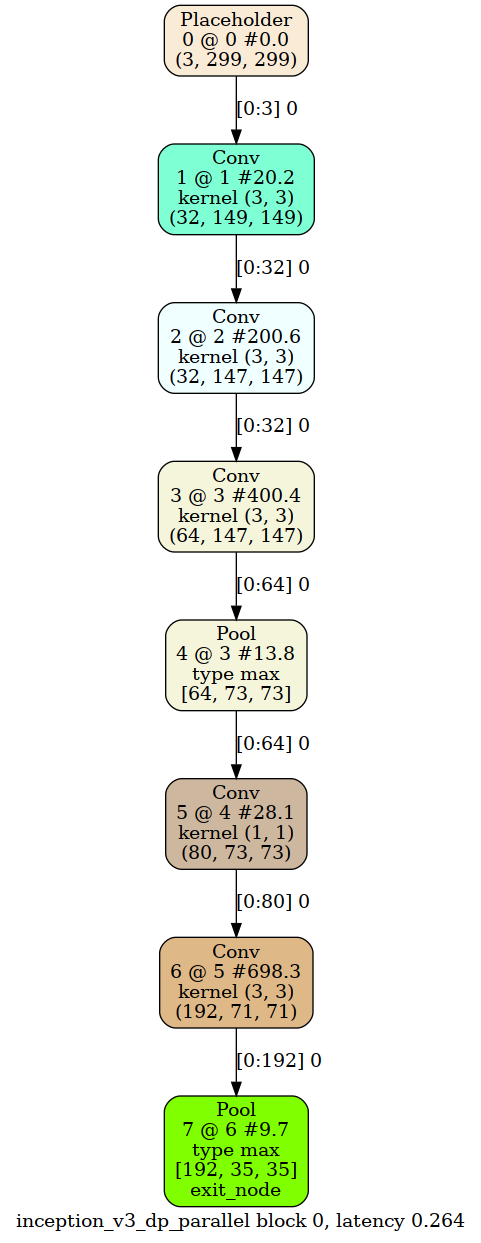 Placeholder
0 @ 0 #0.0
(3, 299, 299)
[0:3] 0
Conv
1 @ 1 #20.2
kernel (3, 3)
(32, 149, 149)
[0:32] 0
Conv
2 @ 2 #200.6
kernel (3, 3)
(32, 147, 147)
[0:32] 0
Conv
3 @ 3 #400.4
kernel (3, 3)
(64, 147, 147)
[0:64] 0
Pool
4 @ 3 #13.8
type max
[64, 73, 73]
[0:64] 0
Conv
5 @ 4 #28.1
kernel (1, 1)
(80, 73, 73)
[0:80] 0
Conv
6 @ 5 #698.3
kernel (3, 3)
(192, 71, 71)
[0:192] 0
Pool
7 @ 6 #9.7
type max
[192, 35, 35]
exit_node
inception_v3_dp_parallel block 0, latency 0.264